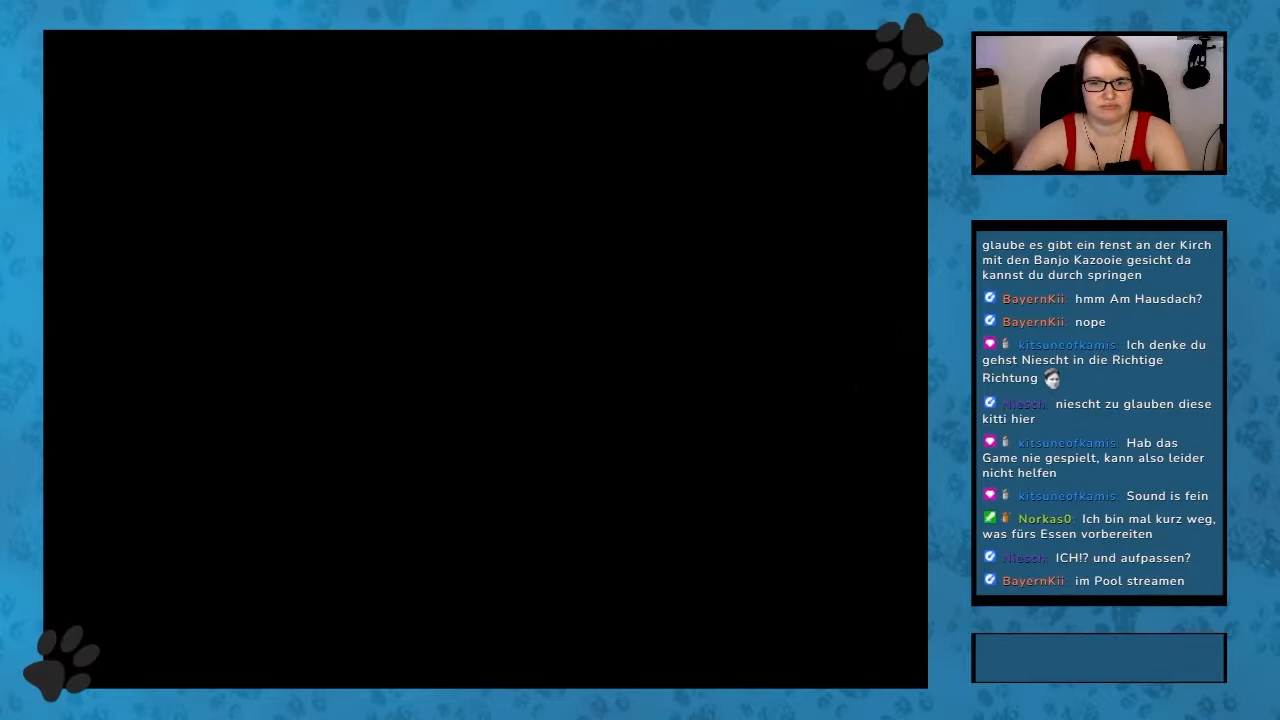 glaube es gibt ein fenst an der Kirch
mit den Banjo Kazooie gesicht da
kannst du durch springen
BayernKii: hmm Am Hausdach?
BayernKii: nope
kitsuneofkamis: Ich denke du
gehst Niescht in die Richtige
Richtung
Niesch: niescht zu glauben diese
kitti hier
kitsuneofkamis: Hab das
Game nie gespielt, kann also leider
nicht helfen
kitsuneofkamis: Sound is fein
Norkas0: Ich bin mal kurz weg,
was fürs Essen vorbereiten
Niesch: ICH!? und aufpassen?
BayernKii: im Pool streamen